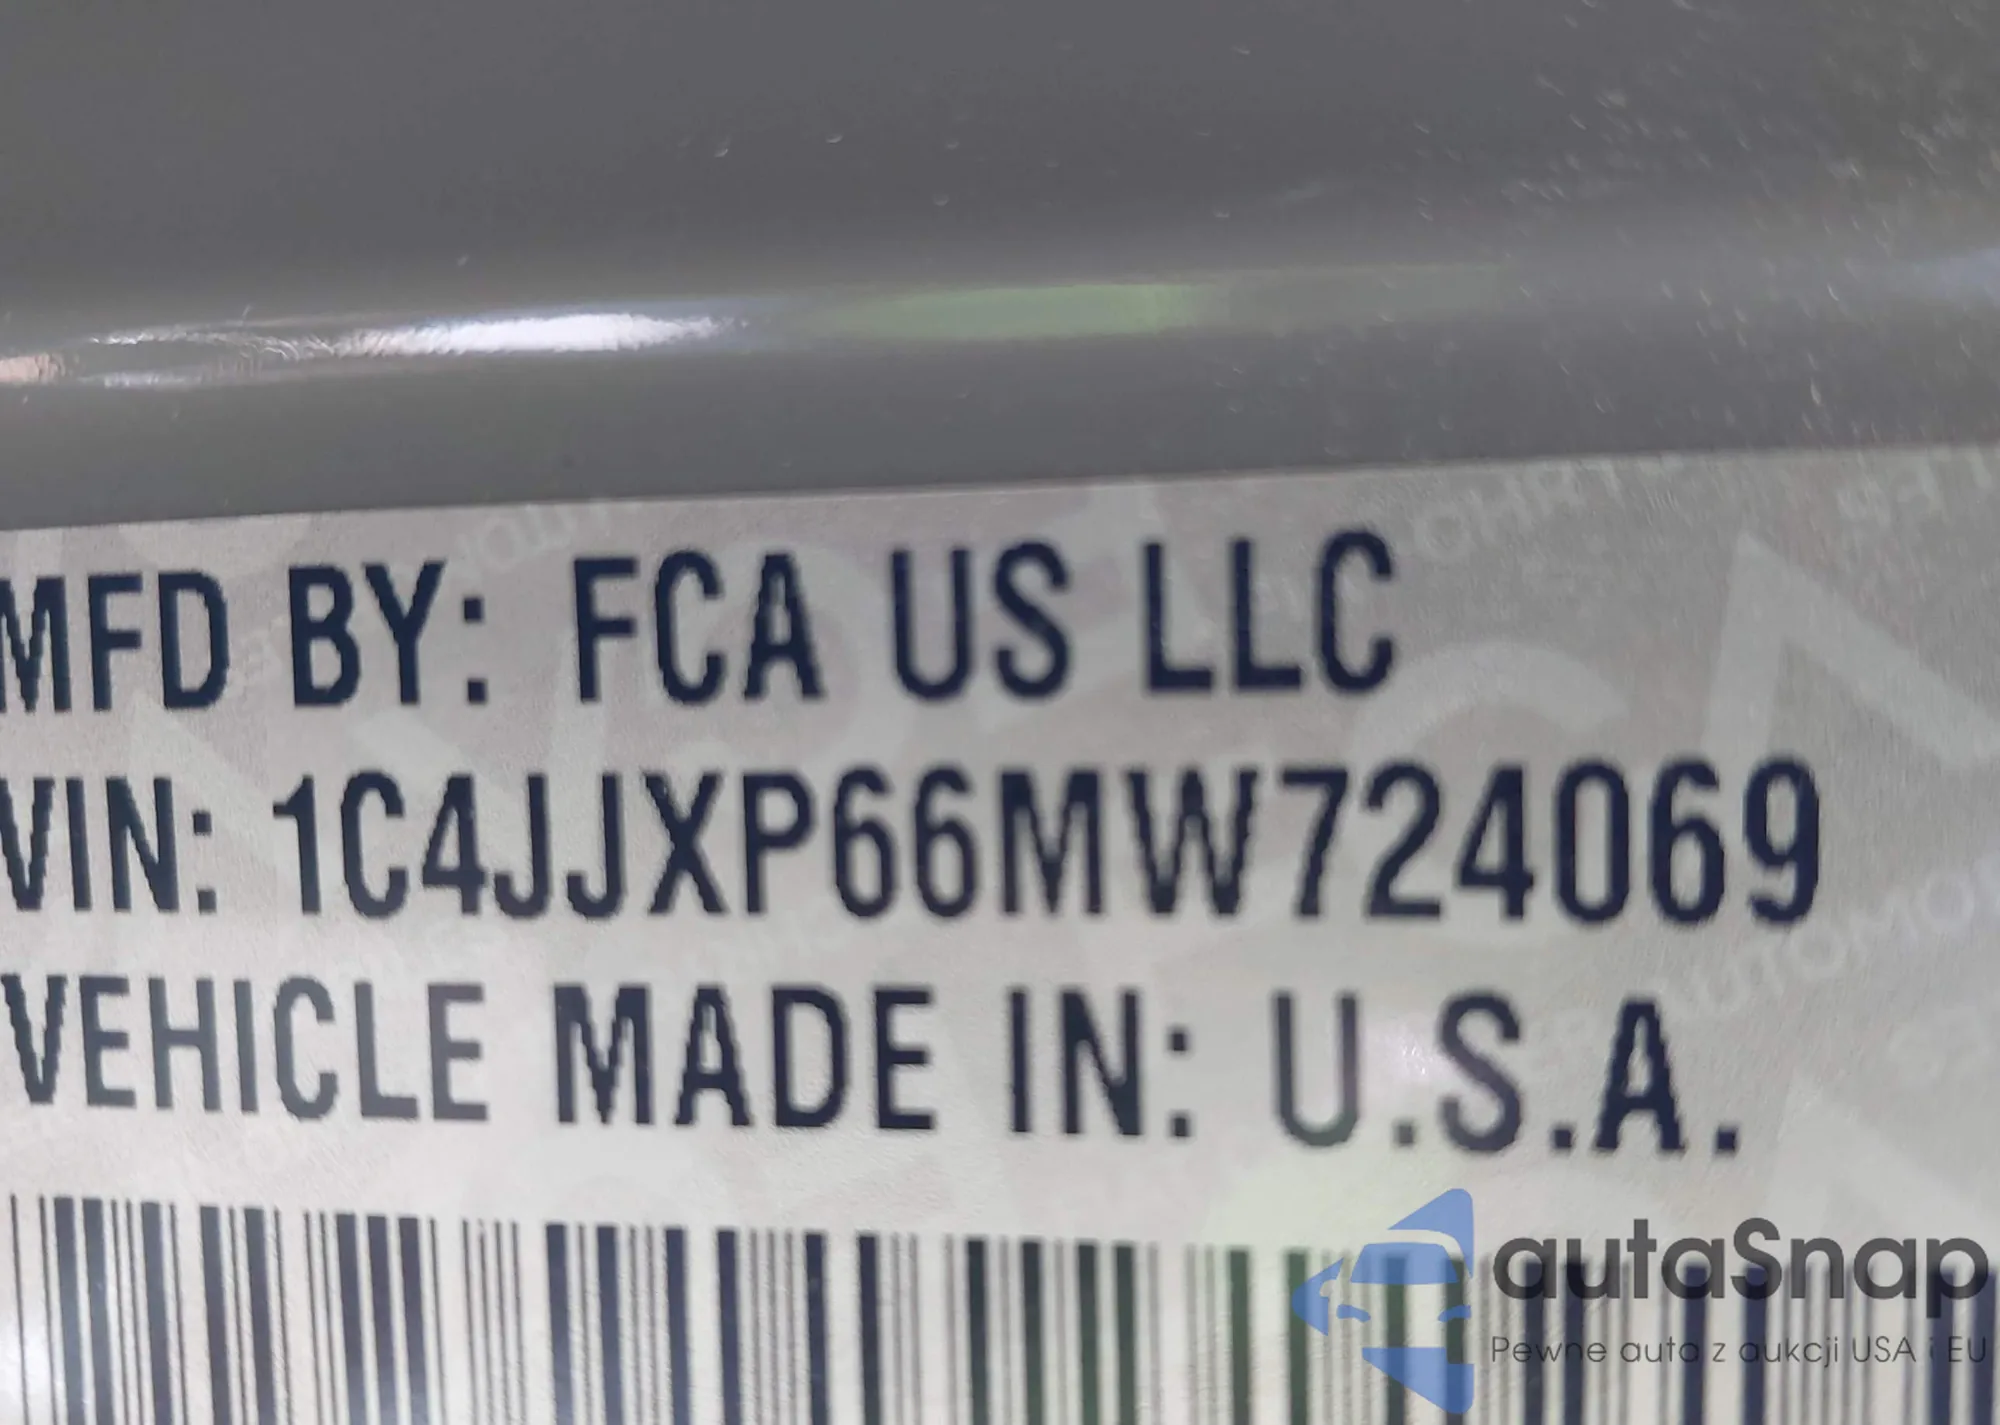 MFD BY: FCA US LLC
VIN: 1C4JJXP66MW724069
VEHICLE MADE IN: U.S.A.
autaSnap
Pewne auta z aukcji USA i EU